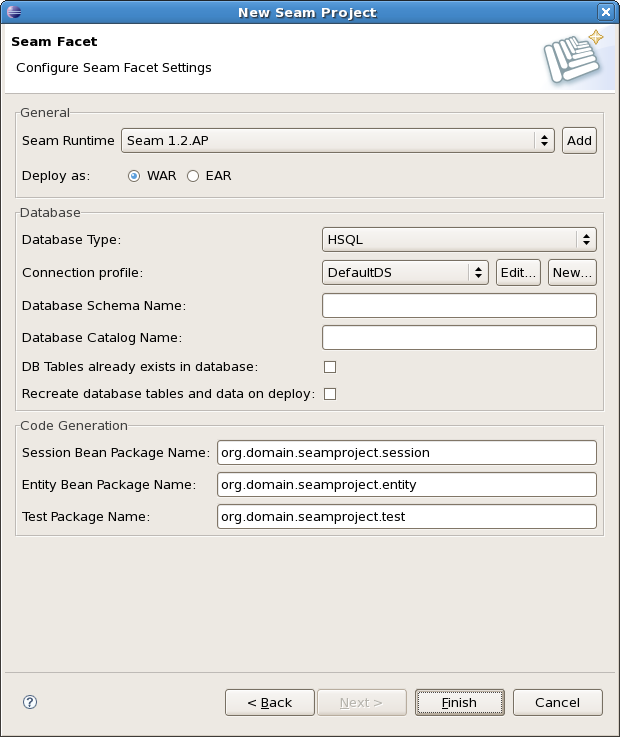 New Seam Project
Seam Facet
Configure Seam Facet Settings
General
Seam Runtime Seam 1.2.AP Add
Deploy as: WAR EAR
Database
Database Type: HSQL
Connection profile: DefaultDS Edit... New...
Database Schema Name:
Database Catalog Name:
DB Tables already exists in database:
Recreate database tables and data on deploy:
Code Generation
Session Bean Package Name: org.domain.seamproject.session
Entity Bean Package Name: org.domain.seamproject.entity
Test Package Name: org.domain.seamproject.test
? < Back Next > Finish Cancel